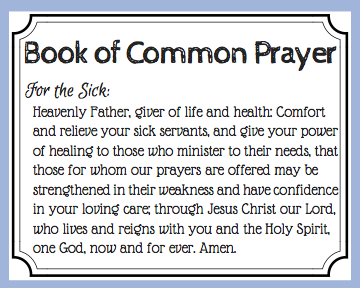 Book of Common Prayer
For the Sick:
Heavenly Father, giver of life and health: Comfort
and relieve your sick servants, and give your power
of healing to those who minister to their needs, that
those for whom our prayers are offered may be
strengthened in their weakness and have confidence
in your loving care; through Jesus Christ our Lord,
who lives and reigns with you and the Holy Spirit,
one God, now and for ever. Amen.